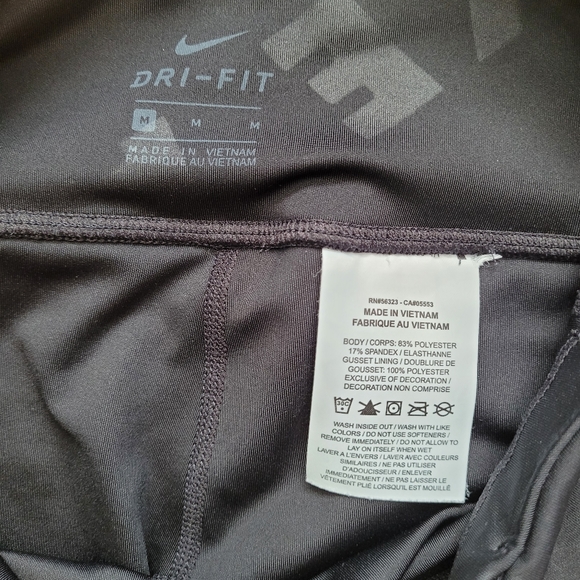 DRI-FIT
M M M
MADE IN VIETNAM
FABRIQUE AU VIETNAM
RN#56323 - CA#05553
MADE IN VIETNAM
FABRIQUE AU VIETNAM
BODY / CORPS: 83% POLYESTER
17% SPANDEX / ELASTHANNE
GUSSET LINING / DOUBLURE DE
GOUSSET: 100% POLYESTER
EXCLUSIVE OF DECORATION /
DECORATION NON COMPRISE
30C
WASH INSIDE OUT / WASH WITH LIKE
COLORS / DO NOT USE SOFTENERS /
REMOVE IMMEDIATELY / DO NOT ALLOW TO
LAY ON ITSELF WHEN WET
LAVER A L'ENVERS / LAVER AVEC COULEURS
SIMILAIRES / NE PAS UTILISER
D'ADOUCISSEUR / ENLEVER
IMMÉDIATEMENT / NE PAS LAISSER LE
VÊTEMENT PLIÉ LORSQU'IL EST MOUILLÉ